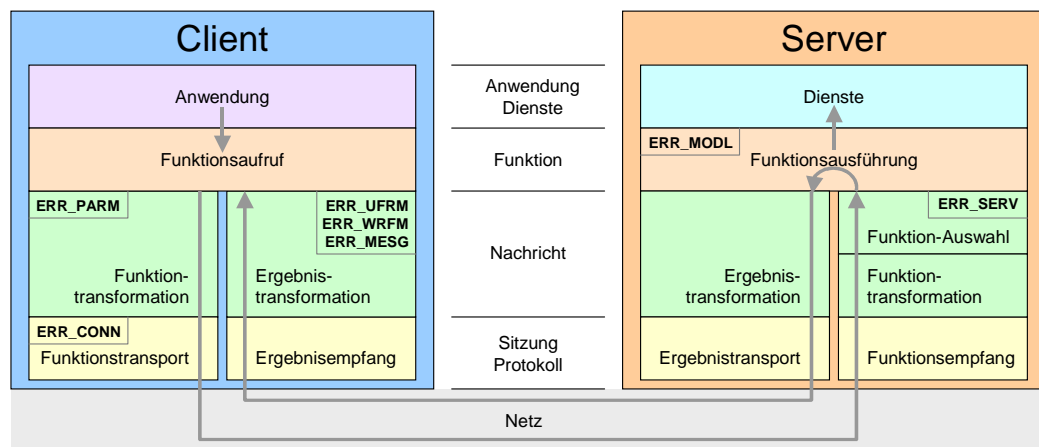 Client
Anwendung
Funktionsaufruf
ERR_PARM
Funktion-
transformation
ERR_UFRM
ERR_WRFM
ERR_MESG
Ergebnis-
transformation
ERR_CONN
Funktionstransport
Ergebnisempfang
Anwendung
Dienste
Funktion
Nachricht
Sitzung
Protokoll
Server
Dienste
ERR_MODL
Funktionsausführung
Ergebnis-
transformation
ERR_SERV
Funktion-Auswahl
Funktion-
transformation
Ergebnistransport
Funktionsempfang
Netz